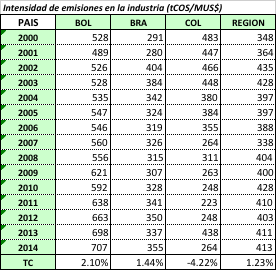 Intensidad de emisiones en la industria (tCOS/MUS$)
PAIS BOL BRA COL REGION
2000 528 291 483 348
2001 489 280 447 364
2002 526 404 466 435
2003 528 384 448 428
2004 535 342 380 397
2005 547 324 384 397
2006 546 319 355 388
2007 560 326 264 338
2008 556 315 311 404
2009 621 307 263 400
2010 592 328 248 428
2011 638 341 223 410
2012 663 350 248 403
2013 698 337 438 411
2014 707 355 264 413
TC 2.10% 1.44% -4.22% 1.23%